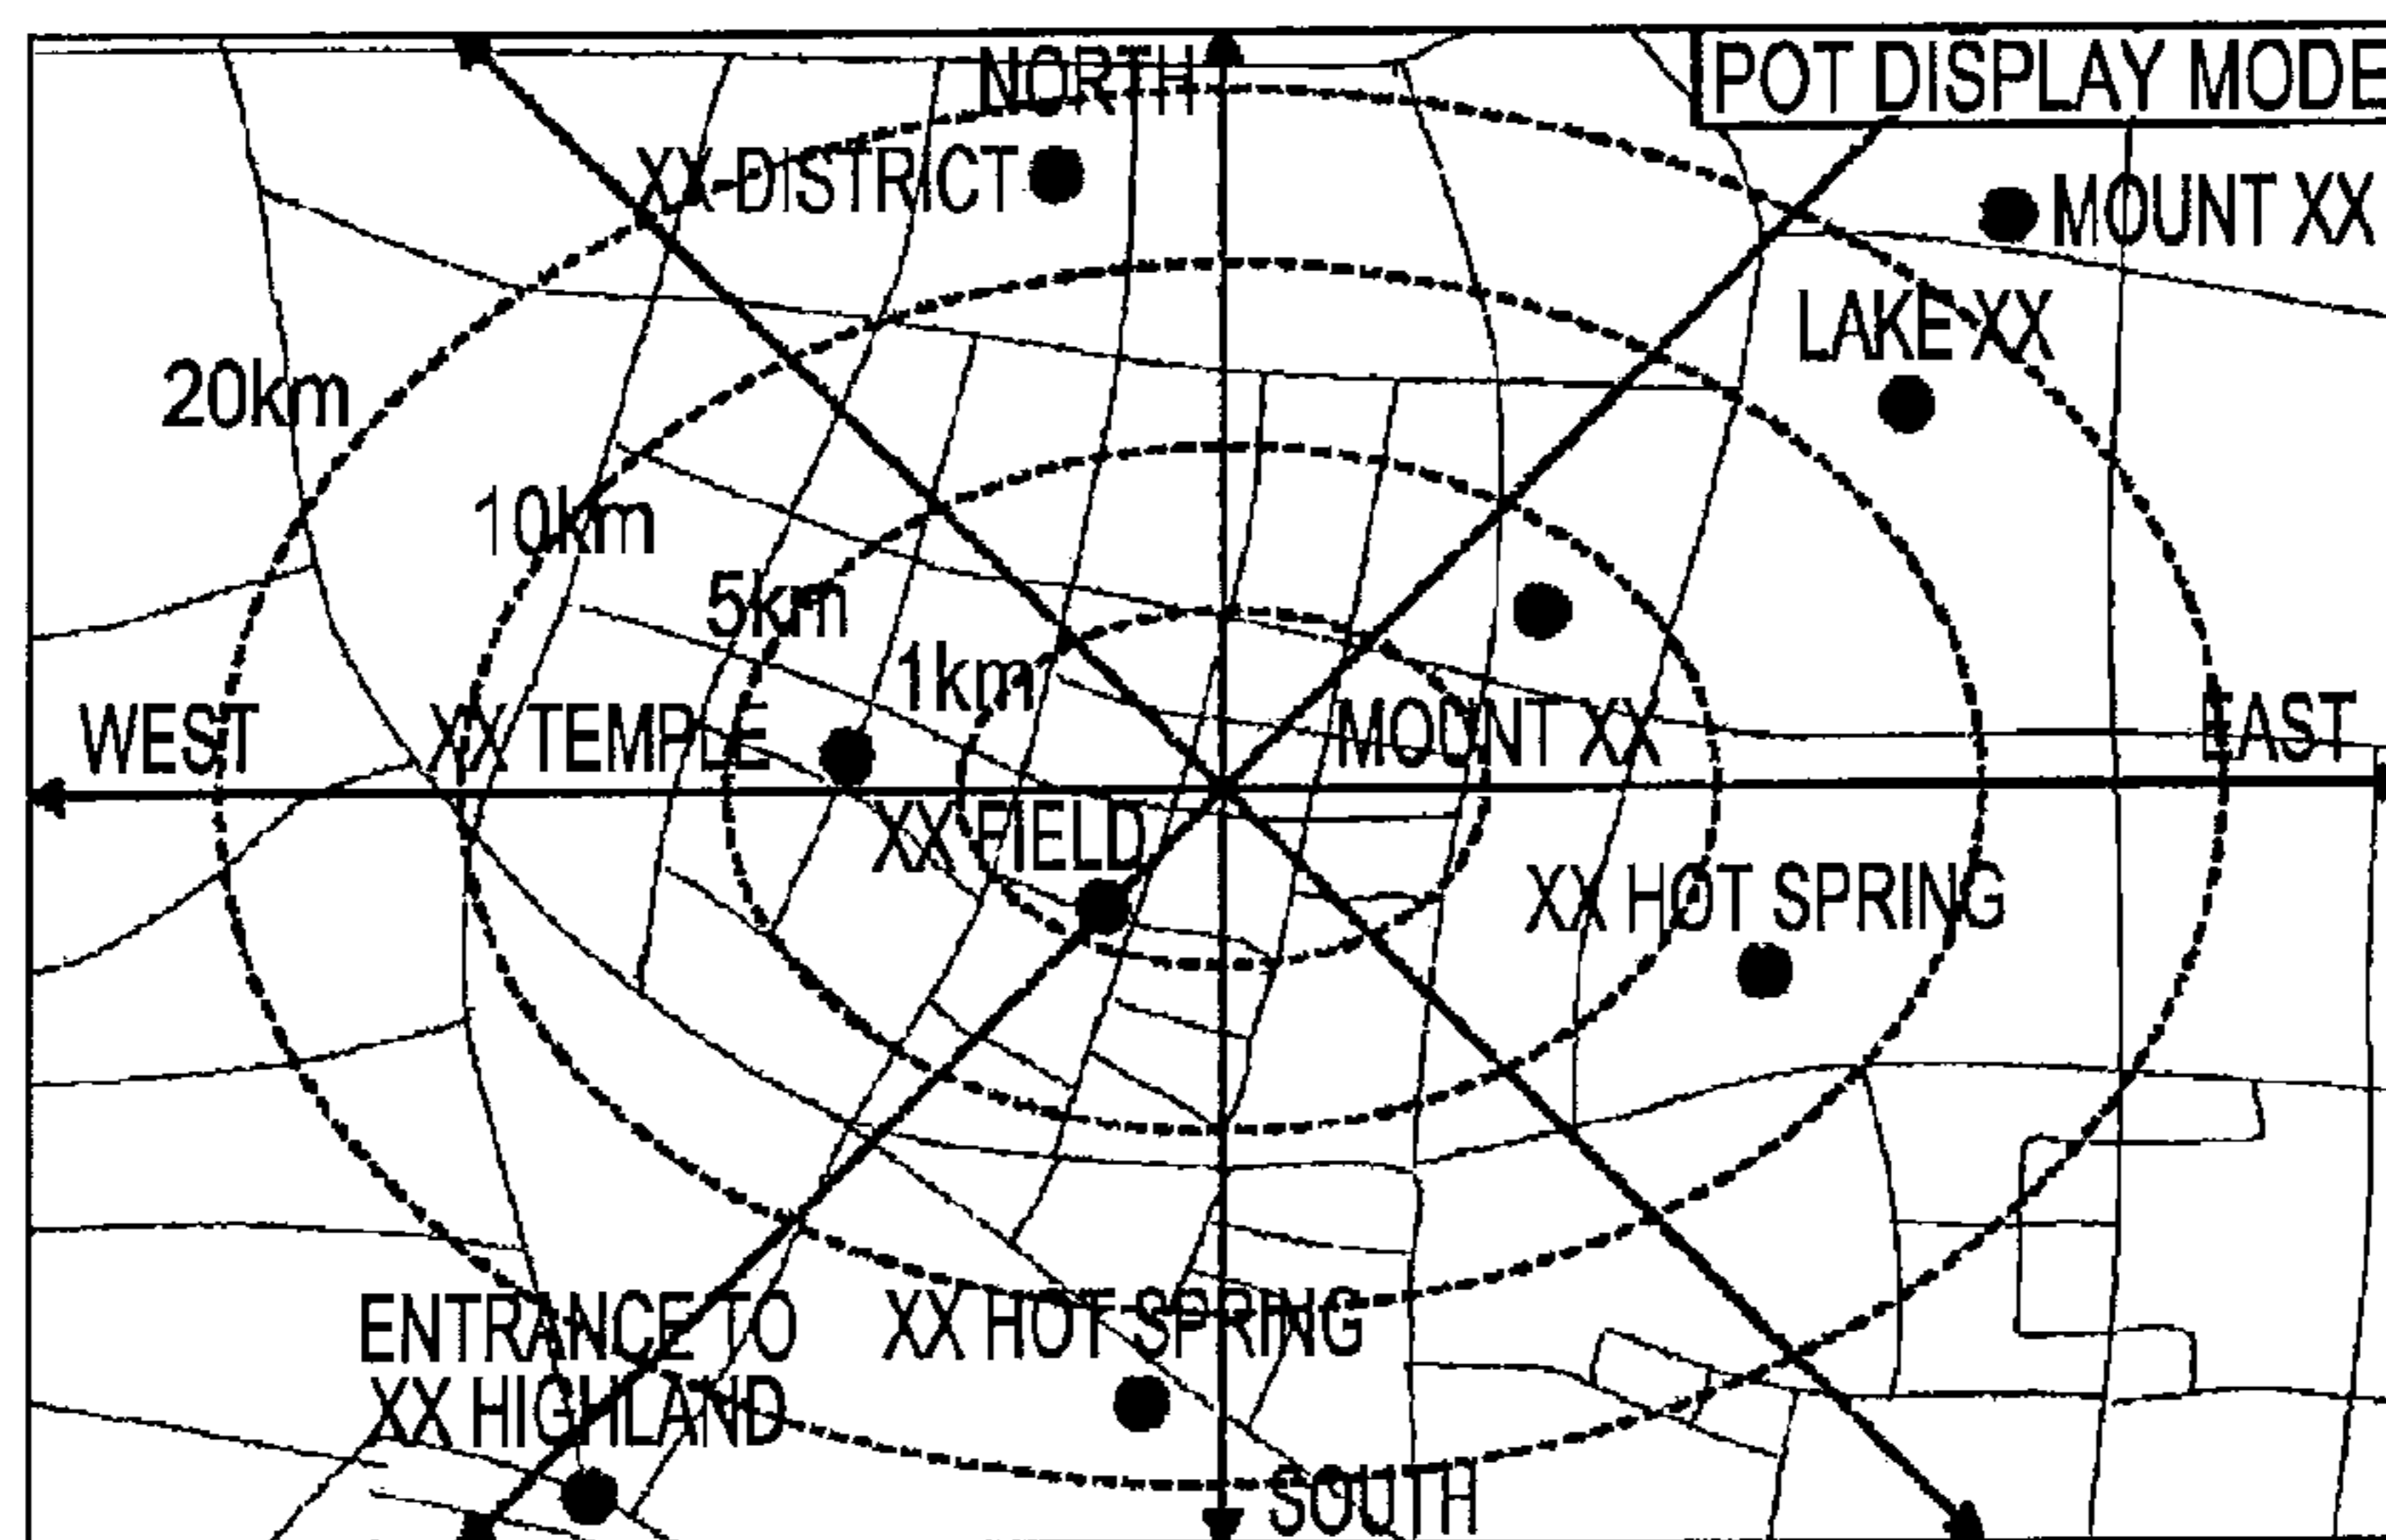 NORTH
POT DISPLAY MODE
XX DISTRICT
MOUNT XX
LAKE XX
20km
10km
5km
1km
WEST
XX TEMPLE
MOUNT XX
EAST
XX FIELD
XX HOT SPRING
ENTRANCE TO
XX HIGHLAND
XX HOT SPRING
SOUTH